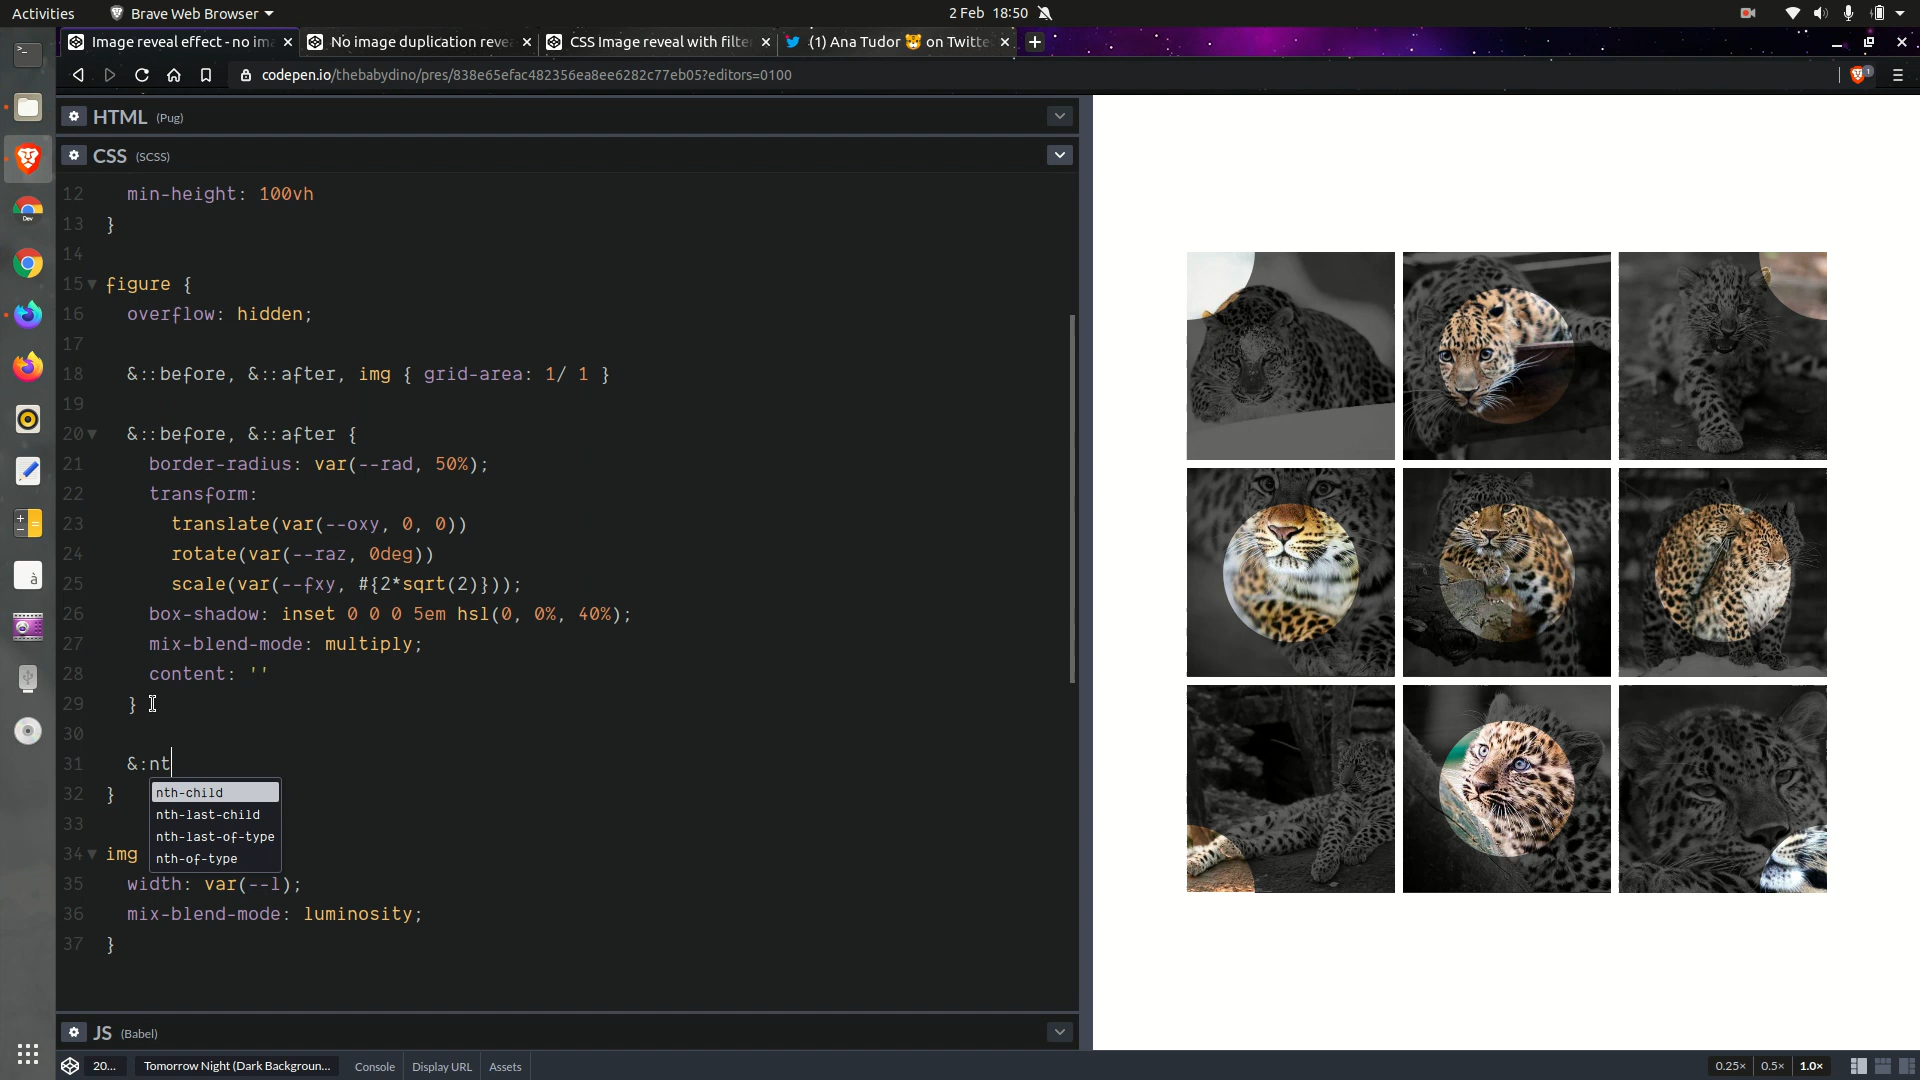 Activities
Brave Web Browser
2 Feb 18:50
Image reveal effect - no ima
No image duplication reve
CSS Image reveal with filte
(1) Ana Tudor 🐯 on Twitte
codepen.io/thebabydino/pres/838e65efac482356ea8ee6282c77eb05?editors=0100
1
HTML (Pug)
CSS (SCSS)
12 min-height: 100vh
13 }
14
15 figure {
16 overflow: hidden;
17
18 &::before, &::after, img { grid-area: 1/ 1 }
19
20 &::before, &::after {
21 border-radius: var(--rad, 50%);
22 transform:
23 translate(var(--oxy, 0, 0))
24 rotate(var(--raz, 0deg))
25 scale(var(--fxy, #{2*sqrt(2)}));
26 box-shadow: inset 0 0 0 5em hsl(0, 0%, 40%);
27 mix-blend-mode: multiply;
28 content: ''
29 }
30
31 &:nt
nth-child
32 }
nth-last-child
33
nth-last-of-type
34 img
nth-of-type
35 width: var(--l);
36 mix-blend-mode: luminosity;
37 }
JS (Babel)
20...
Tomorrow Night (Dark Backgroun...
Console
Display URL
Assets
0.25×
0.5×
1.0×